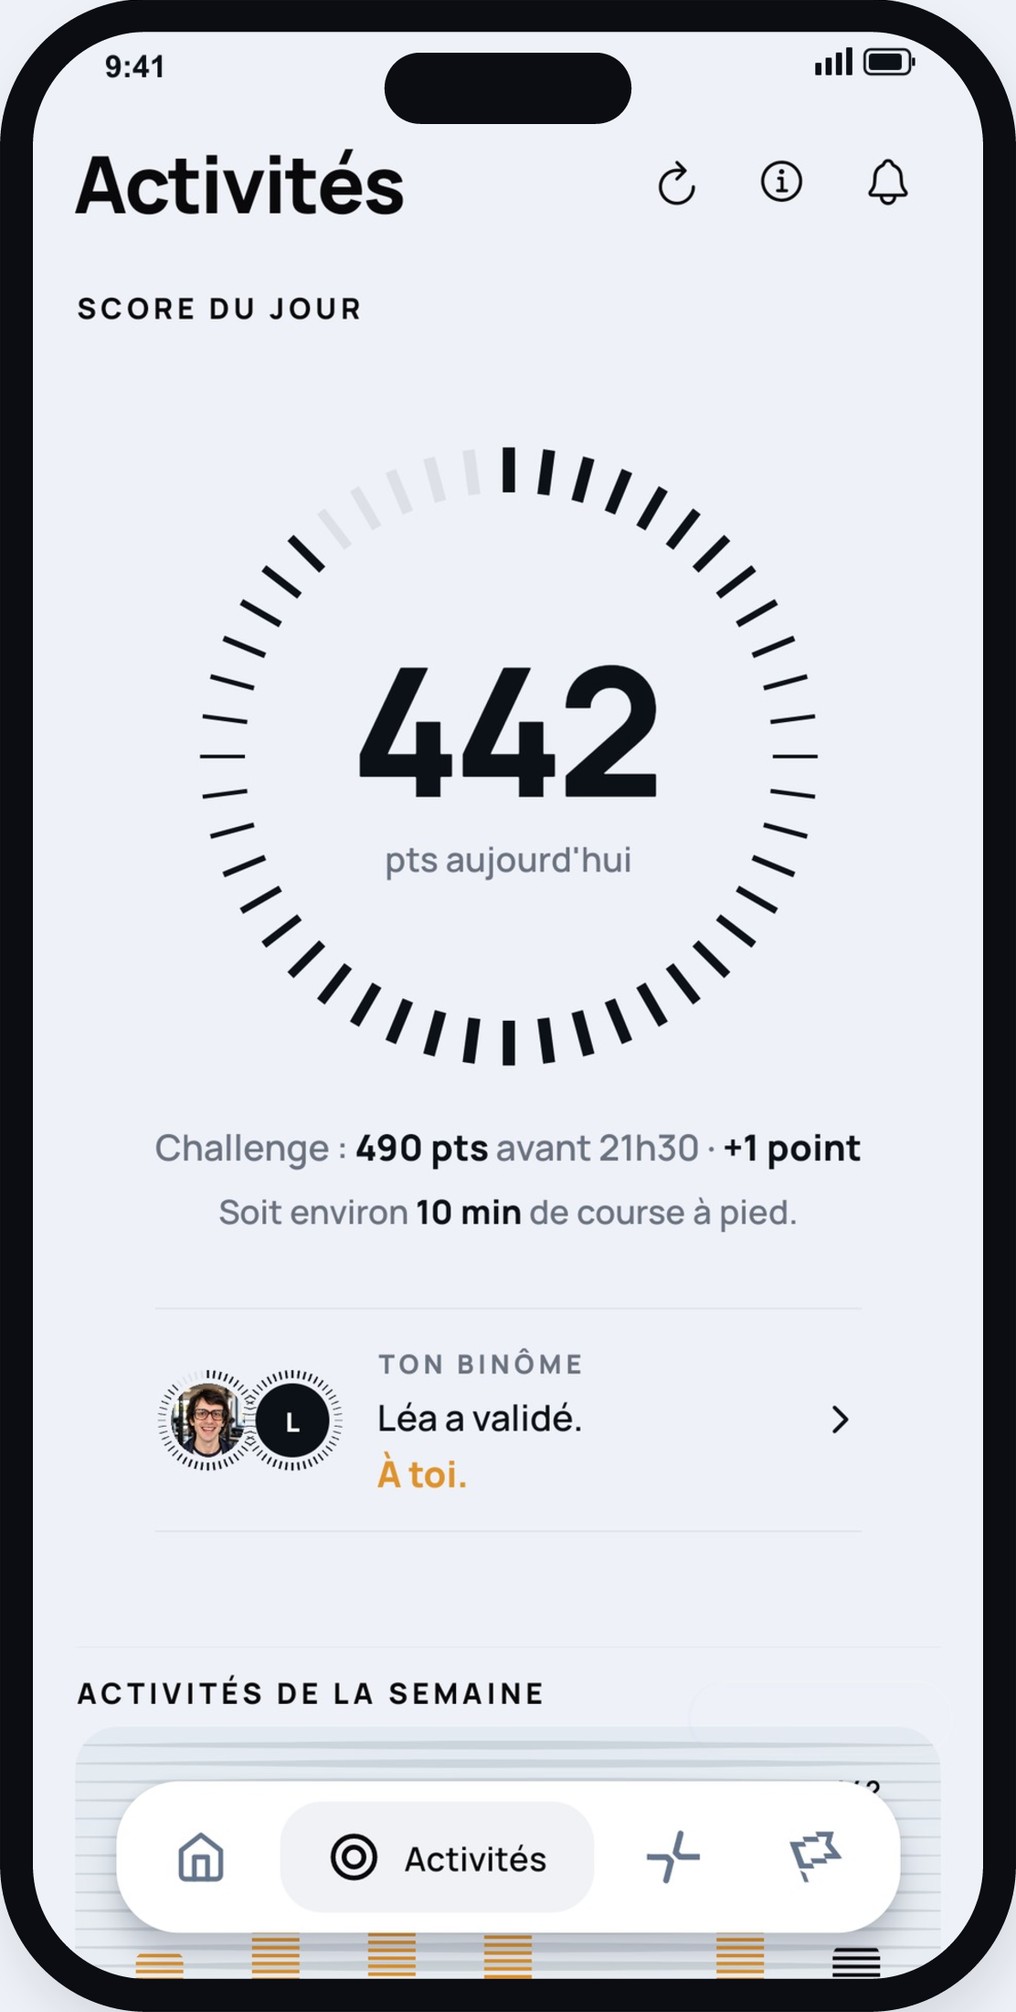 9:41
Activités
SCORE DU JOUR
442
pts aujourd'hui
Challenge : 490 pts avant 21h30 · +1 point
Soit environ 10 min de course à pied.
TON BINÔME
L
Léa a validé.
À toi.
ACTIVITÉS DE LA SEMAINE
Activités